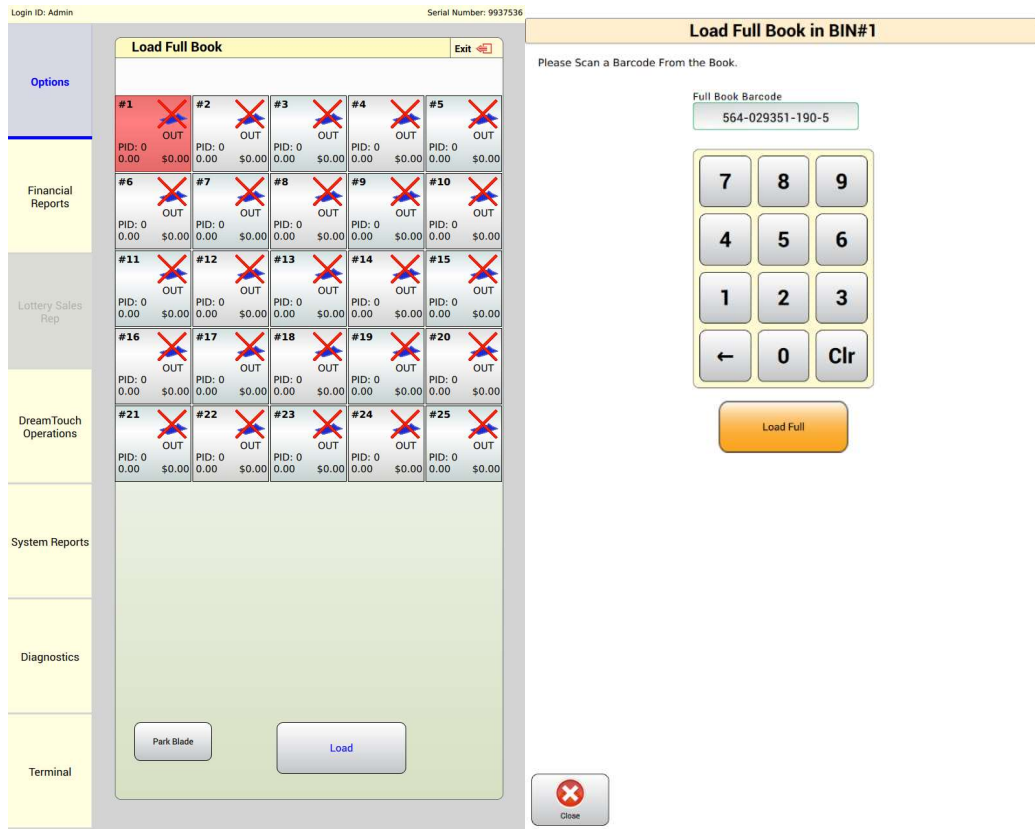 Login ID: Admin
Serial Number: 9937536
Options
Financial
Reports
Lottery Sales
Rep
DreamTouch
Operations
System Reports
Diagnostics
Terminal
Load Full Book
Exit
#1
OUT
PID: 0
0.00 $0.00
#2
OUT
PID: 0
0.00 $0.00
#3
OUT
PID: 0
0.00 $0.00
#4
OUT
PID: 0
0.00 $0.00
#5
OUT
PID: 0
0.00 $0.00
#6
OUT
PID: 0
0.00 $0.00
#7
OUT
PID: 0
0.00 $0.00
#8
OUT
PID: 0
0.00 $0.00
#9
OUT
PID: 0
0.00 $0.00
#10
OUT
PID: 0
0.00 $0.00
#11
OUT
PID: 0
0.00 $0.00
#12
OUT
PID: 0
0.00 $0.00
#13
OUT
PID: 0
0.00 $0.00
#14
OUT
PID: 0
0.00 $0.00
#15
OUT
PID: 0
0.00 $0.00
#16
OUT
PID: 0
0.00 $0.00
#17
OUT
PID: 0
0.00 $0.00
#18
OUT
PID: 0
0.00 $0.00
#19
OUT
PID: 0
0.00 $0.00
#20
OUT
PID: 0
0.00 $0.00
#21
OUT
PID: 0
0.00 $0.00
#22
OUT
PID: 0
0.00 $0.00
#23
OUT
PID: 0
0.00 $0.00
#24
OUT
PID: 0
0.00 $0.00
#25
OUT
PID: 0
0.00 $0.00
Park Blade
Load
Load Full Book in BIN#1
Please Scan a Barcode From the Book.
Full Book Barcode
564-029351-190-5
7 8 9
4 5 6
1 2 3
← 0 Clr
Load Full
Close